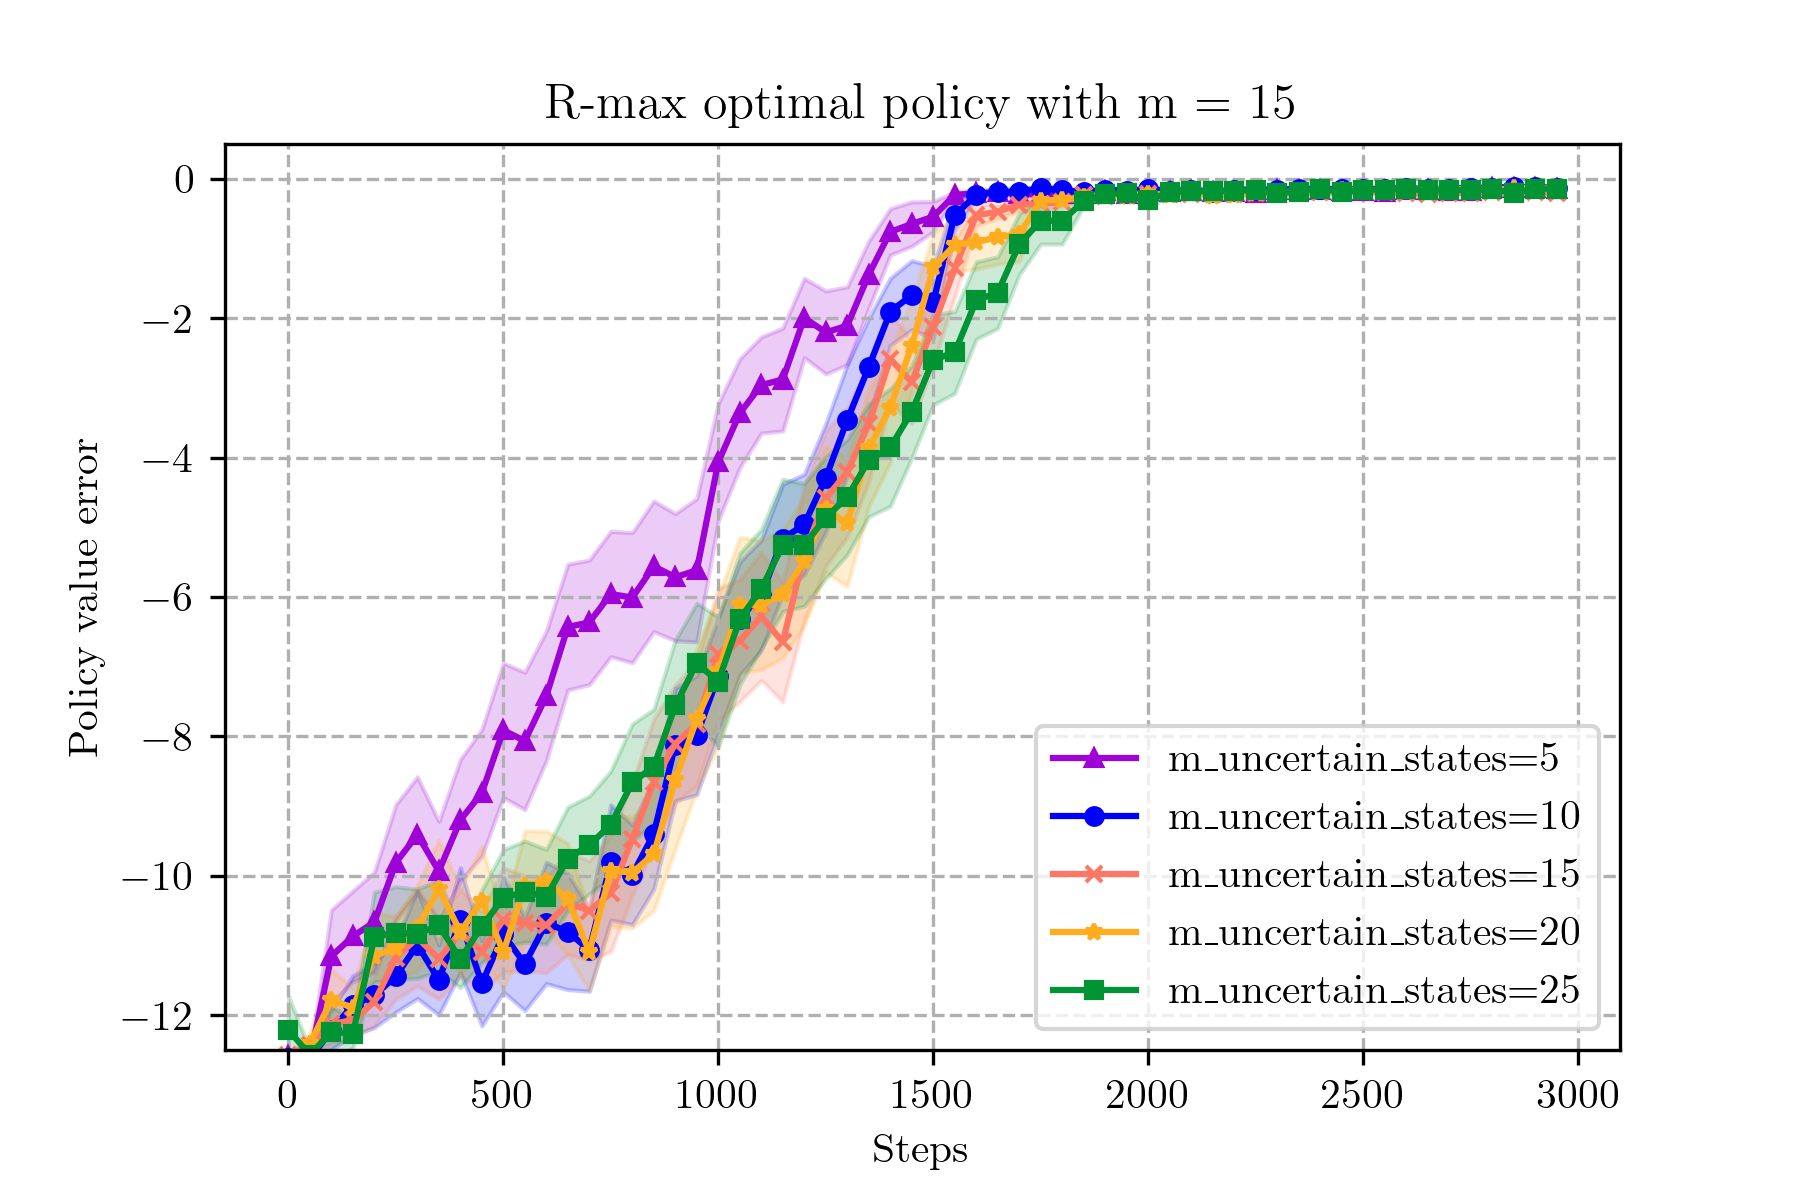 R-max optimal policy with m = 15
Policy value error
0
−2
−4
−6
−8
−10
−12
0 500 1000 1500 2000 2500 3000
Steps
m_uncertain_states=5
m_uncertain_states=10
m_uncertain_states=15
m_uncertain_states=20
m_uncertain_states=25